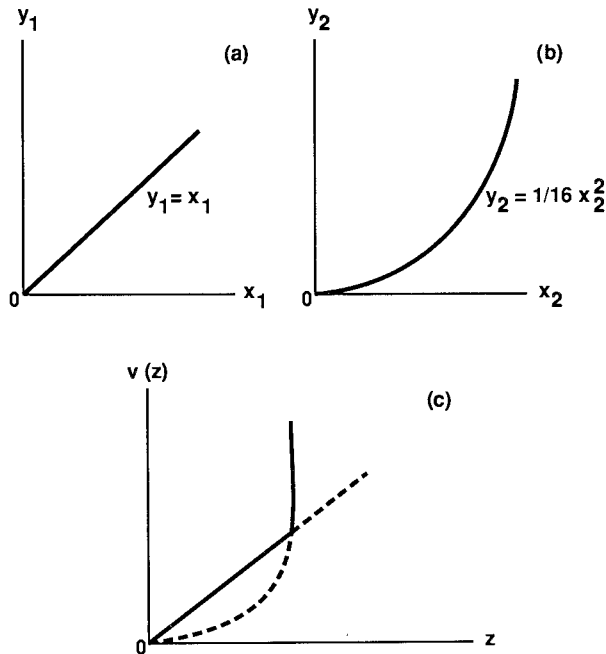 y1
(a)
y1 = x1
0
x1
y2
(b)
y2 = 1/16 x2^2
0
x2
v (z)
(c)
0
z